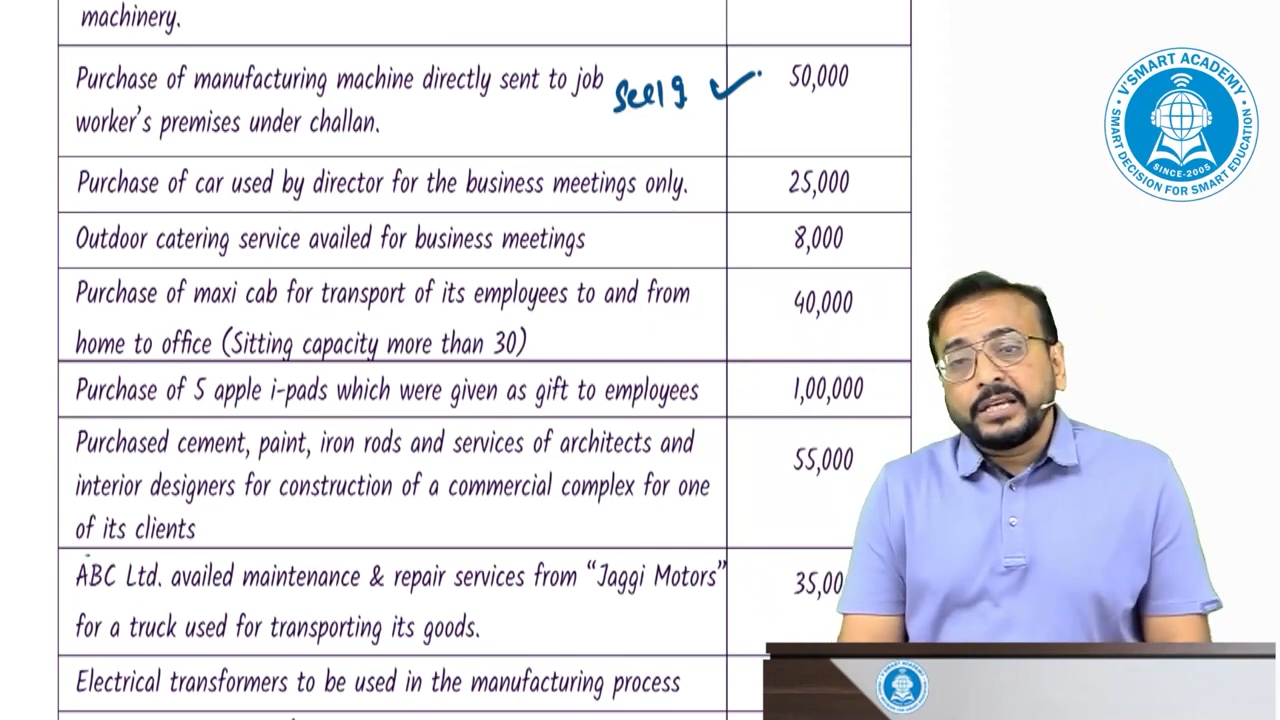 machinery.
Purchase of manufacturing machine directly sent to job
worker's premises under challan.
Sec19
50,000
Purchase of car used by director for the business meetings only.
25,000
Outdoor catering service availed for business meetings
8,000
Purchase of maxi cab for transport of its employees to and from
home to office (Sitting capacity more than 30)
40,000
Purchase of 5 apple i-pads which were given as gift to employees
1,00,000
Purchased cement, paint, iron rods and services of architects and
interior designers for construction of a commercial complex for one
of its clients
55,000
ABC Ltd. availed maintenance & repair services from “Jaggi Motors”
for a truck used for transporting its goods.
35,00
Electrical transformers to be used in the manufacturing process
V'SMART ACADEMY
SINCE-2005
SMART DECISION FOR SMART EDUCATION